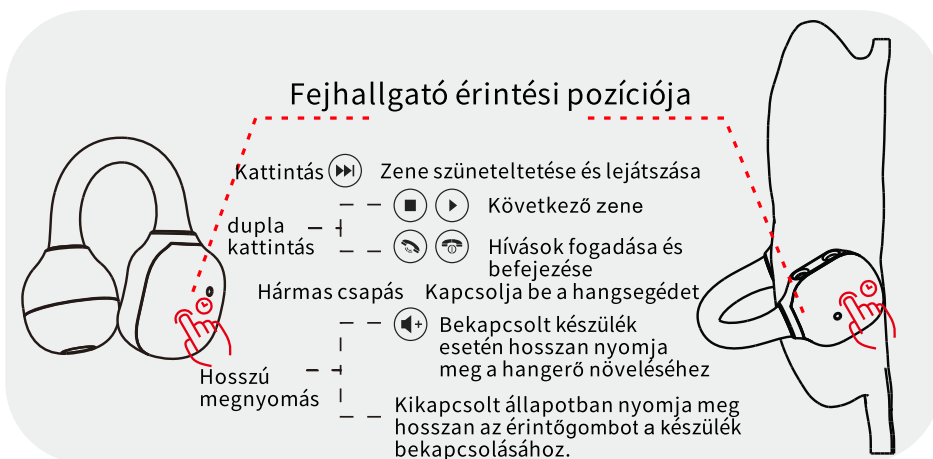 Fejhallgató érintési pozíciója
Kattintás Zene szüneteltetése és lejátszása
Következő zene
dupla
kattintás
Hívások fogadása és
befejezése
Hármas csapás Kapcsolja be a hangsegédet
Bekapcsolt készülék
esetén hosszan nyomja
meg a hangerő növeléséhez
Hosszú
megnyomás
Kikapcsolt állapotban nyomja meg
hosszan az érintőgombot a készülék
bekapcsolásához.